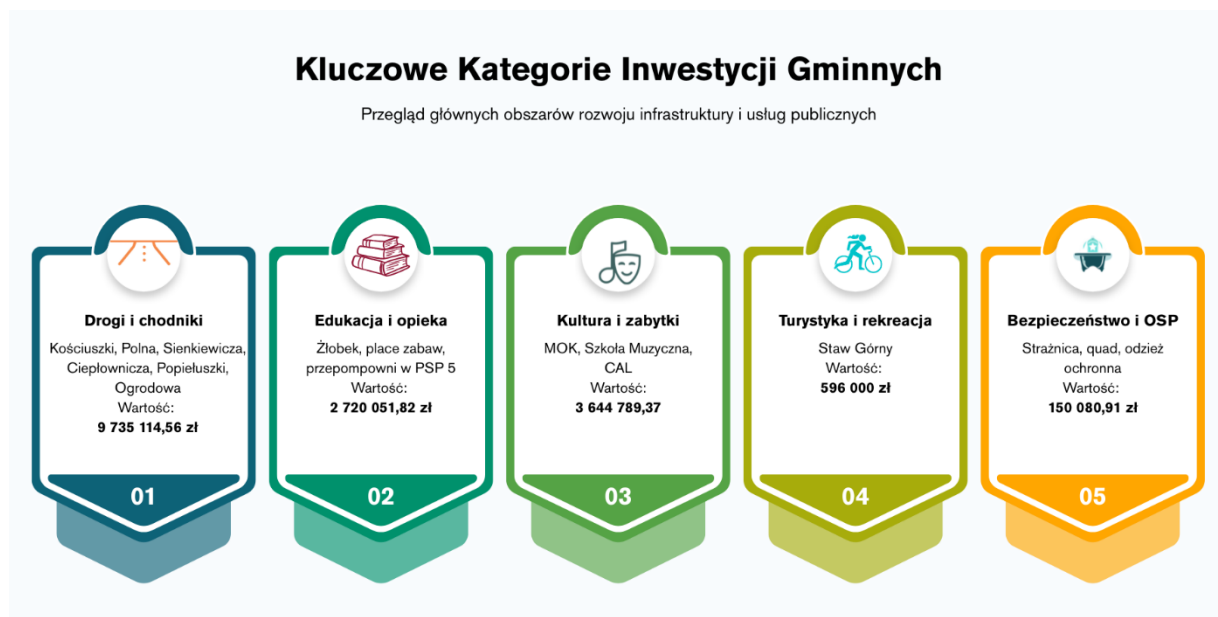 Kluczowe Kategorie Inwestycji Gminnych
Przegląd głównych obszarów rozwoju infrastruktury i usług publicznych
Drogi i chodniki
Kościuszki, Polna, Sienkiewicza,
Ciepłownicza, Popiełuszki,
Ogrodowa
Wartość:
9 735 114,56 zł
01
Edukacja i opieka
Żłobek, place zabaw,
przepompowni w PSP 5
Wartość:
2 720 051,82 zł
02
Kultura i zabytki
MOK, Szkoła Muzyczna,
CAL
Wartość:
3 644 789,37
03
Turystyka i rekreacja
Staw Górny
Wartość:
596 000 zł
04
Bezpieczeństwo i OSP
Strażnica, quad, odzież
ochronna
Wartość:
150 080,91 zł
05